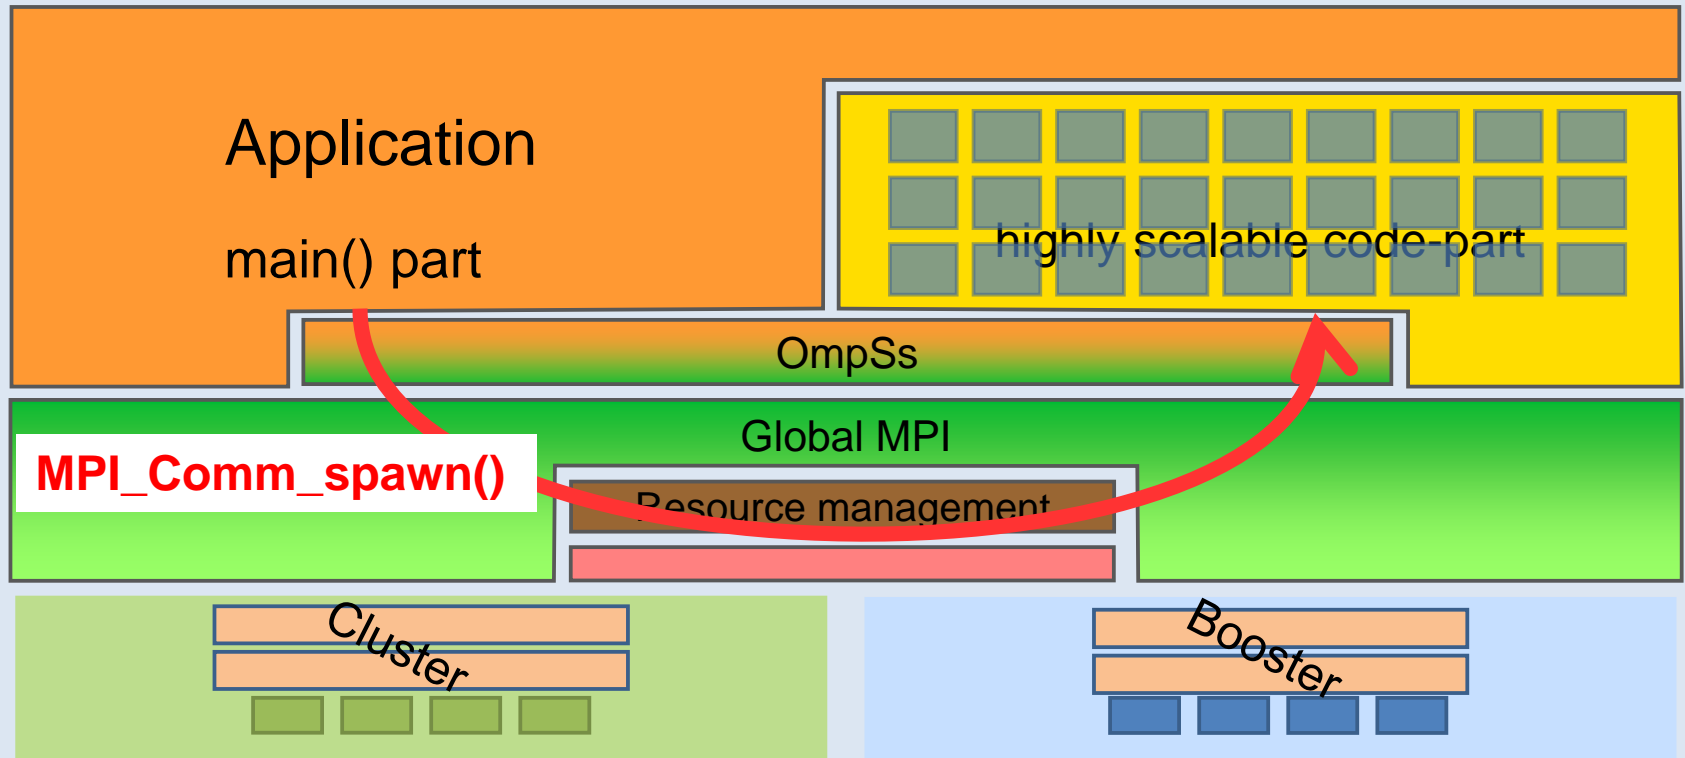 Application
main() part
highly scalable code-part
OmpSs
Global MPI
MPI_Comm_spawn()
Resource management
Cluster
Booster